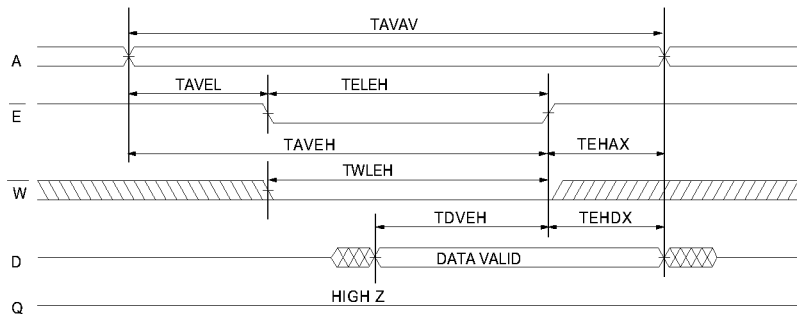 TAVAV
A
TAVEL TELEH
E
TAVEH TEHAX
TWLEH
W
TDVEH TEHDX
D DATA VALID
HIGH Z
Q